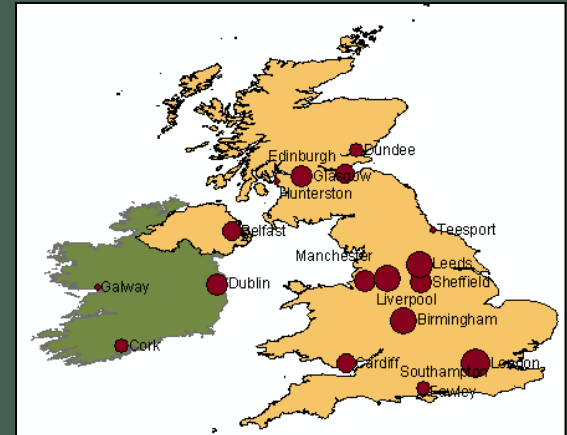 Dundee
Edinburgh
Glasgow
Hunterston
Teesport
Belfast
Manchester
Leeds
Sheffield
Galway
Dublin
Liverpool
Birmingham
Cork
Cardiff
London
Southampton
Fawley